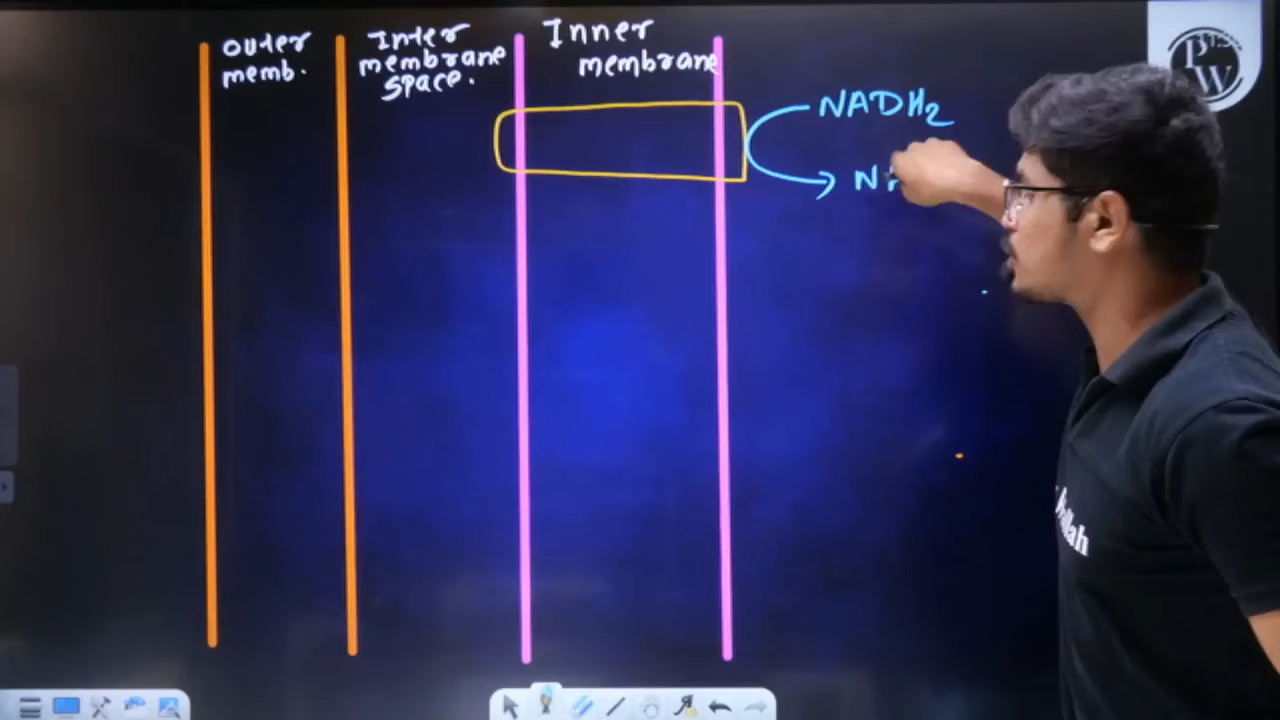 outer
memb.
Inter
membrane
space.
Inner
membrane
NADH2
P
W